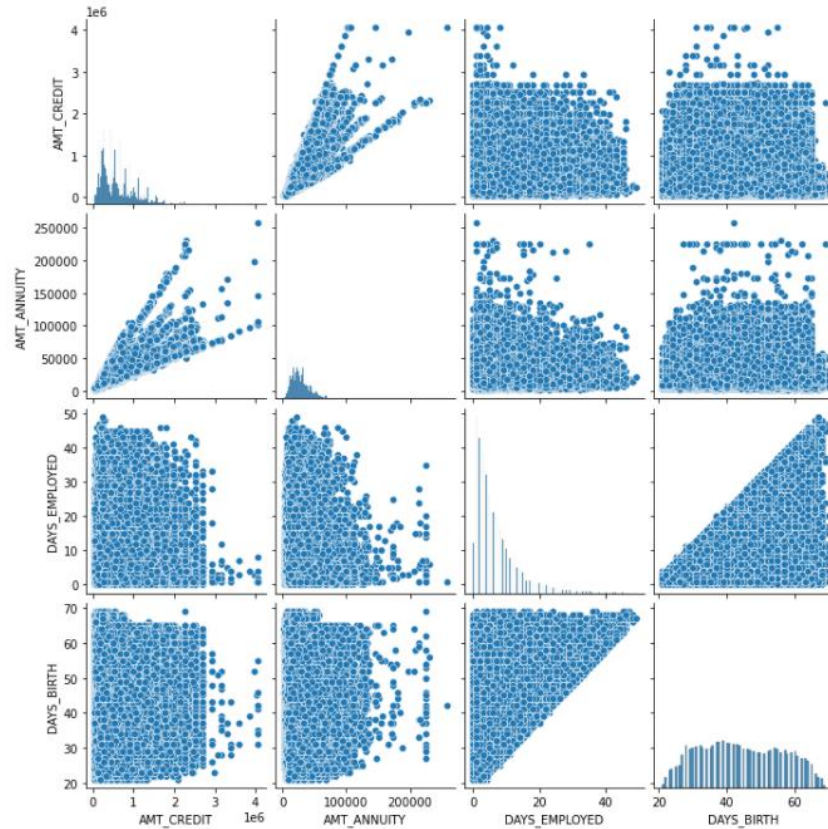 1e6
4
3
2
1
0
AMT_CREDIT
250000
200000
150000
100000
50000
0
AMT_ANNUITY
50
40
30
20
10
0
DAYS_EMPLOYED
70
60
50
40
30
20
DAYS_BIRTH
0 1 2 3 4
1e6
AMT_CREDIT
0 100000 200000
AMT_ANNUITY
0 20 40
DAYS_EMPLOYED
20 40 60
DAYS_BIRTH